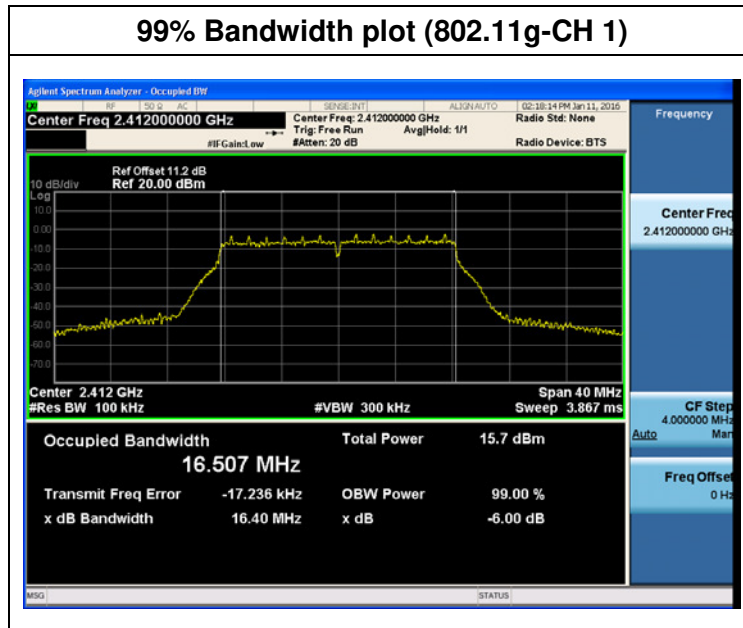 99% Bandwidth plot (802.11g-CH 1)
Agilent Spectrum Analyzer - Occupied BW
RF 50 Ω AC SENSE:INT ALIGN AUTO 02:18:14 PM Jan 11, 2016
Center Freq 2.412000000 GHz
Center Freq: 2.412000000 GHz
Radio Std: None
Trig: Free Run Avg|Hold: 1/1
#IFGain:Low #Atten: 20 dB Radio Device: BTS
Ref Offset 11.2 dB
10 dB/div Ref 20.00 dBm
Log
10.0
0.00
-10.0
-20.0
-30.0
-40.0
-50.0
-60.0
-70.0
Center 2.412 GHz Span 40 MHz
#Res BW 100 kHz #VBW 300 kHz Sweep 3.867 ms
Occupied Bandwidth Total Power 15.7 dBm
16.507 MHz
Transmit Freq Error -17.236 kHz OBW Power 99.00 %
x dB Bandwidth 16.40 MHz x dB -6.00 dB
MSG STATUS
Frequency
Center Freq
2.412000000 GHz
CF Step
4.000000 MHz
Auto Man
Freq Offset
0 Hz